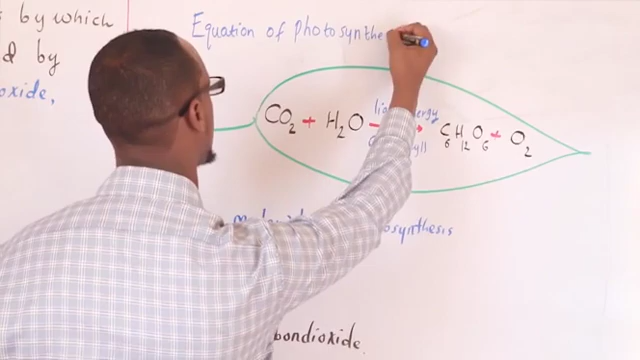 s by which
d by
oxide,
Equation of photosynthe
CO2 + H2O → C6H12O6 + O2
osynthesis
bondioxide.